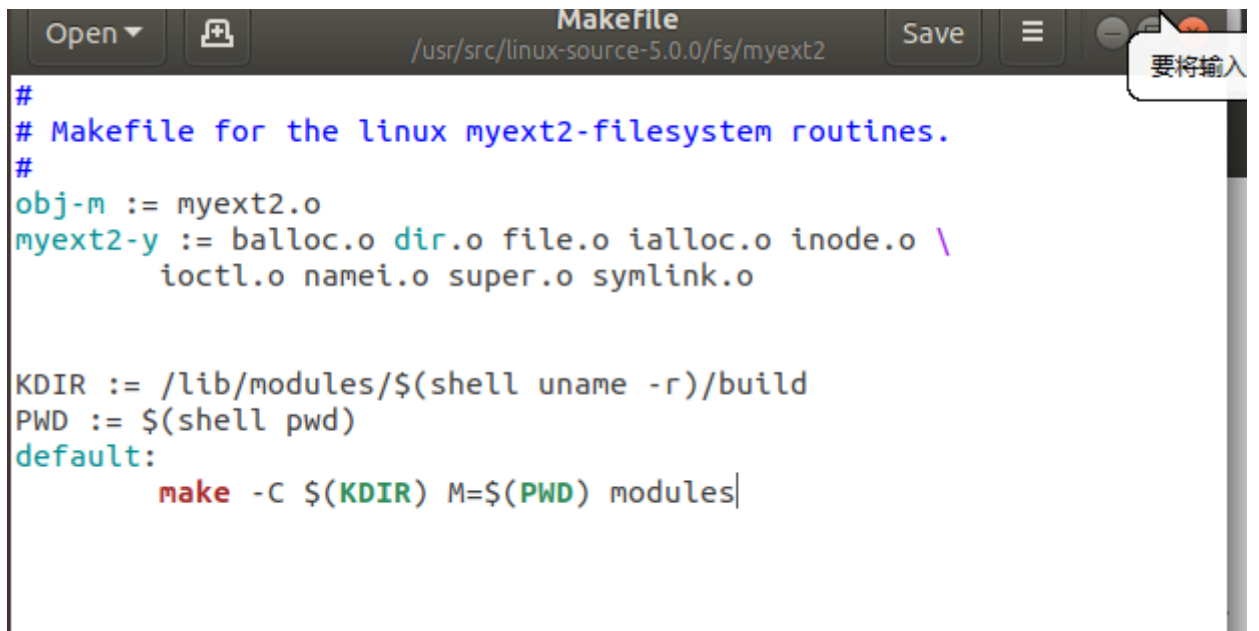 Open
Makefile
/usr/src/linux-source-5.0.0/fs/myext2
Save
要将输入
#
# Makefile for the linux myext2-filesystem routines.
#
obj-m := myext2.o
myext2-y := balloc.o dir.o file.o ialloc.o inode.o \
ioctl.o namei.o super.o symlink.o
KDIR := /lib/modules/$(shell uname -r)/build
PWD := $(shell pwd)
default:
make -C $(KDIR) M=$(PWD) modules